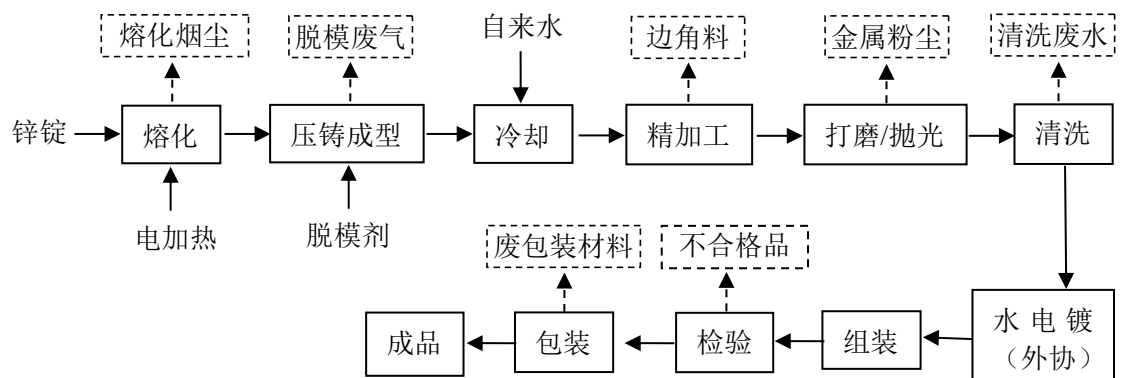 熔化烟尘
脱模废气
自来水
边角料
金属粉尘
清洗废水
锌锭
熔化
压铸成型
冷却
精加工
打磨/抛光
清洗
电加热
脱模剂
废包装材料
不合格品
成品
包装
检验
组装
水电镀
（外协）